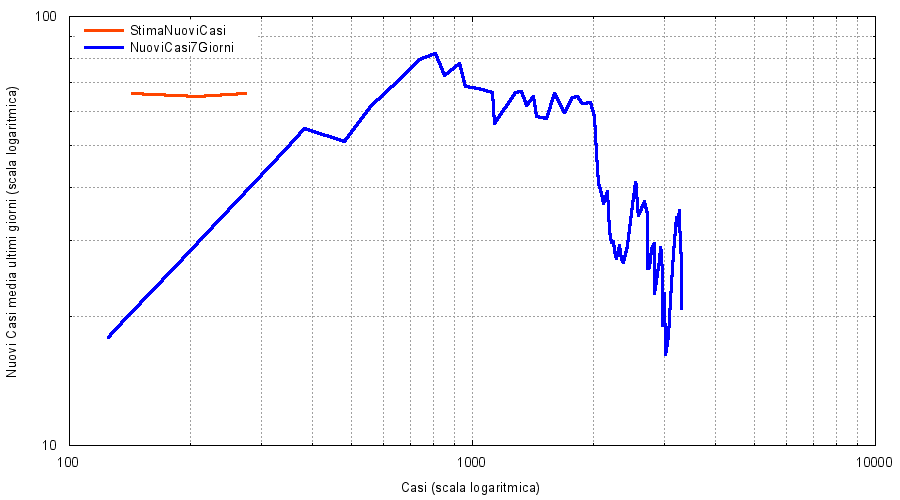 100
StimaNuoviCasi
NuoviCasi7Giorni
Nuovi Casi media ultimi giorni (scala logaritmica)
10
100
1000
10000
Casi (scala logaritmica)